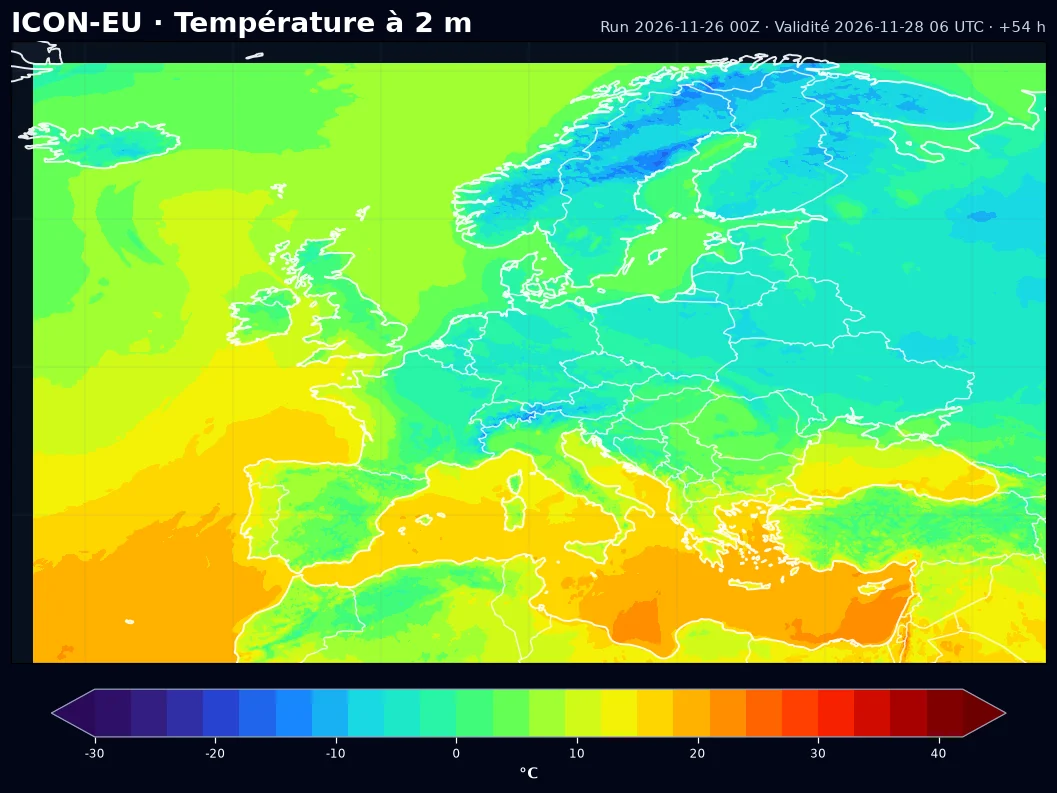 ICON-EU · Température à 2 m
Run 2026-11-26 00Z · Validité 2026-11-28 06 UTC · +54 h
-30 -20 -10 0 10 20 30 40
°C